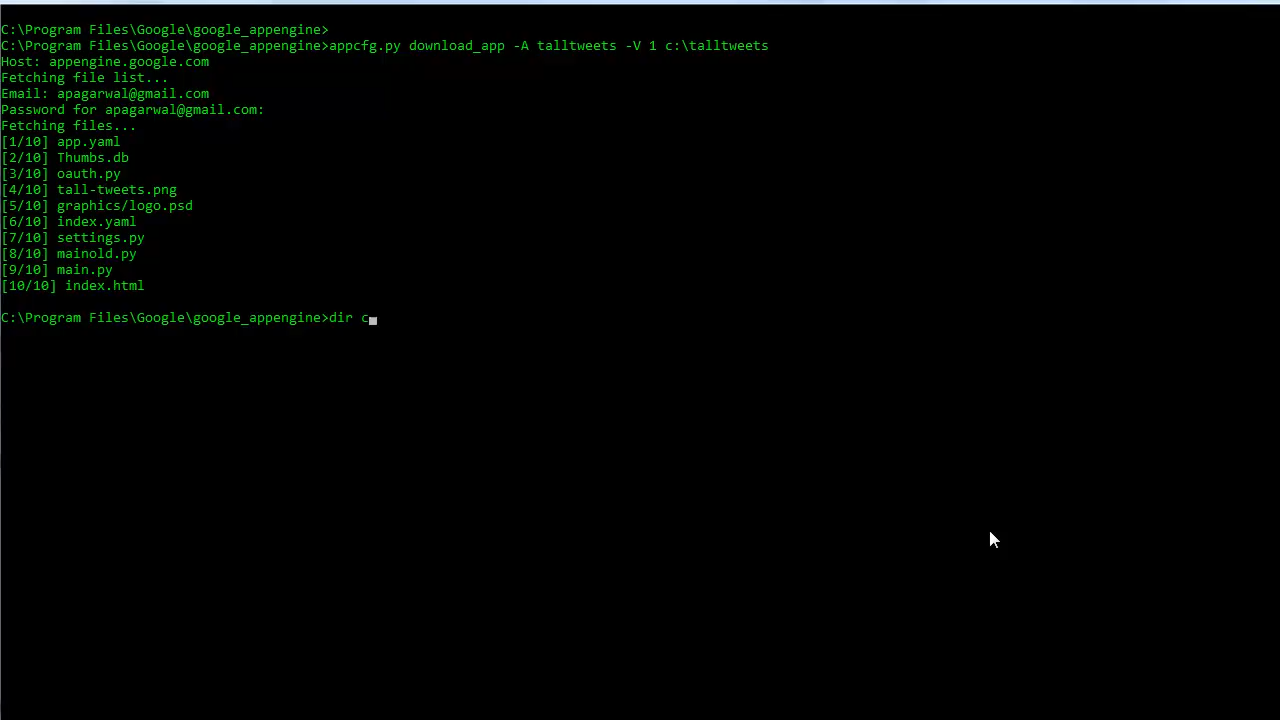 C:\Program Files\Google\google_appengine>
C:\Program Files\Google\google_appengine>appcfg.py download_app -A talltweets -V 1 c:\talltweets
Host: appengine.google.com
Fetching file list...
Email: apagarwal@gmail.com
Password for apagarwal@gmail.com:
Fetching files...
[1/10] app.yaml
[2/10] Thumbs.db
[3/10] oauth.py
[4/10] tall-tweets.png
[5/10] graphics/logo.psd
[6/10] index.yaml
[7/10] settings.py
[8/10] mainold.py
[9/10] main.py
[10/10] index.html
C:\Program Files\Google\google_appengine>dir c